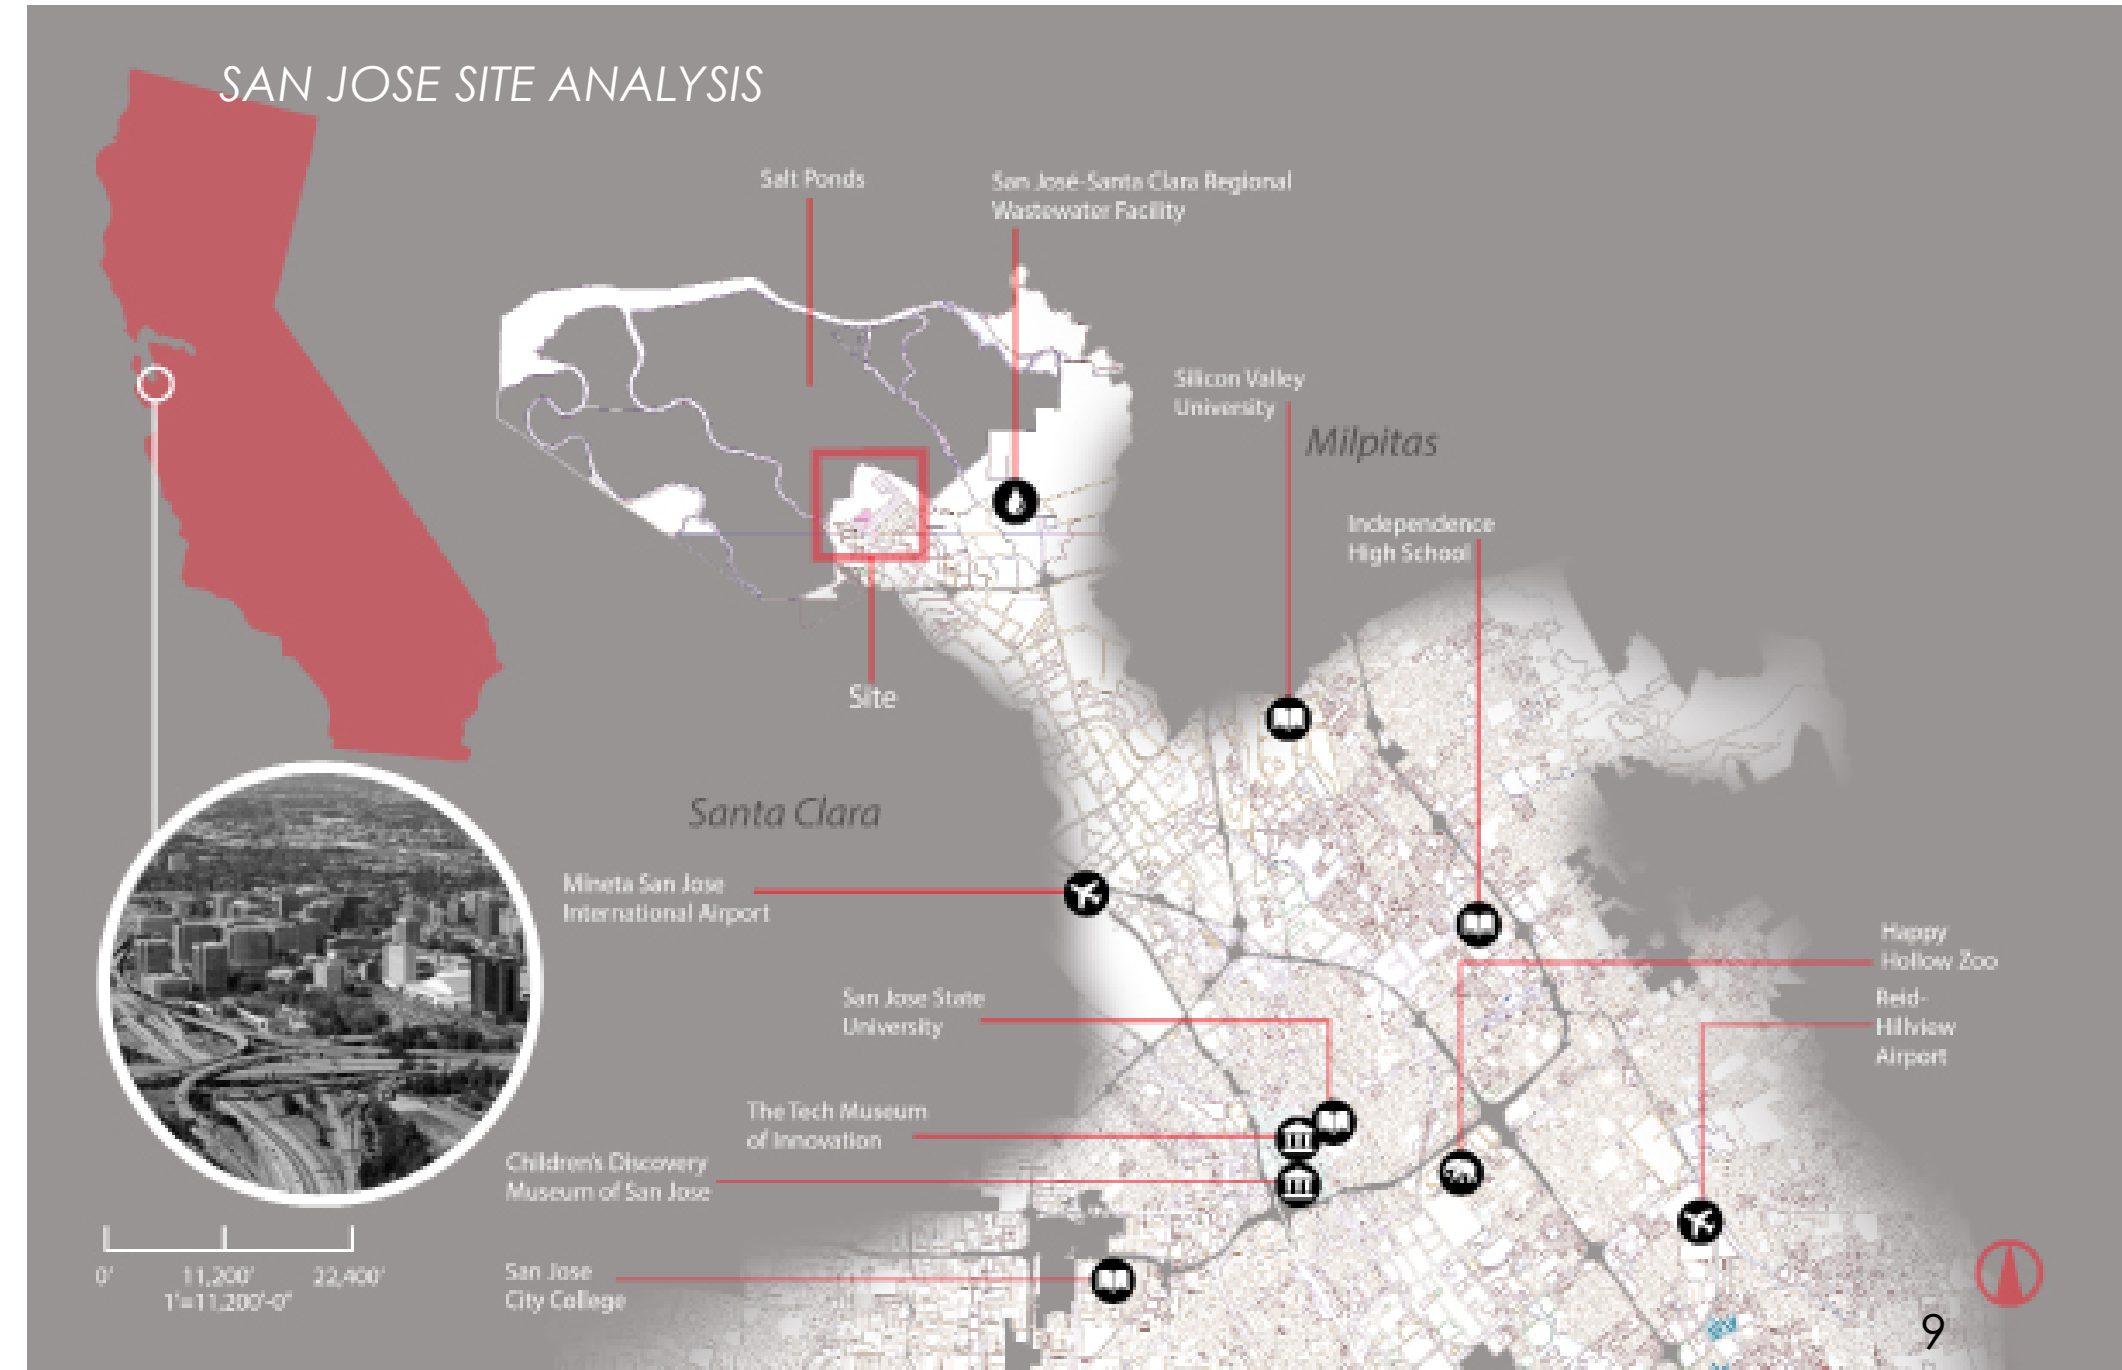 SAN JOSE SITE ANALYSIS
Salt Ponds
San José-Santa Clara Regional
Wastewater Facility
Silicon Valley
University
Milpitas
Independence
High School
Site
Santa Clara
Mineta San Jose
International Airport
Happy
Hollow Zoo
San Jose State
University
Reid-
Hillview
Airport
The Tech Museum
of Innovation
Children's Discovery
Museum of San Jose
San Jose
City College
0' 11,200' 22,400'
1'=11,200'-0"
9